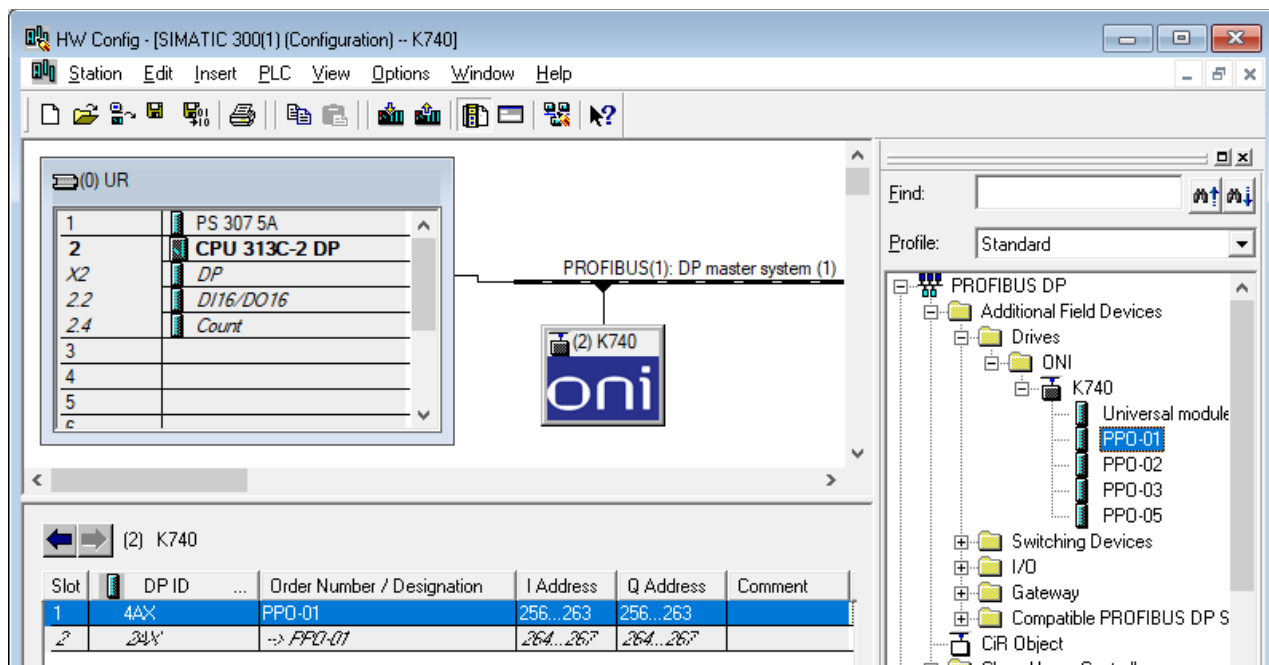 HW Config - [SIMATIC 300(1) (Configuration) -- K740]
Station Edit Insert PLC View Options Window Help
(0) UR
1 PS 307 5A
2 CPU 313C-2 DP
X2 DP
2.2 DI16/DO16
2.4 Count
3
4
5
PROFIBUS(1): DP master system (1)
(2) K740
oni
Find:
Profile: Standard
PROFIBUS DP
Additional Field Devices
Drives
ONI
K740
Universal module
PPO-01
PPO-02
PPO-03
PPO-05
Switching Devices
I/O
Gateway
Compatible PROFIBUS DP S
CiR Object
(2) K740
Slot DP ID ... Order Number / Designation I Address Q Address Comment
1 4AX PPO-01 256...263 256...263
2 2AX --> PPO-01 264...267 264...267